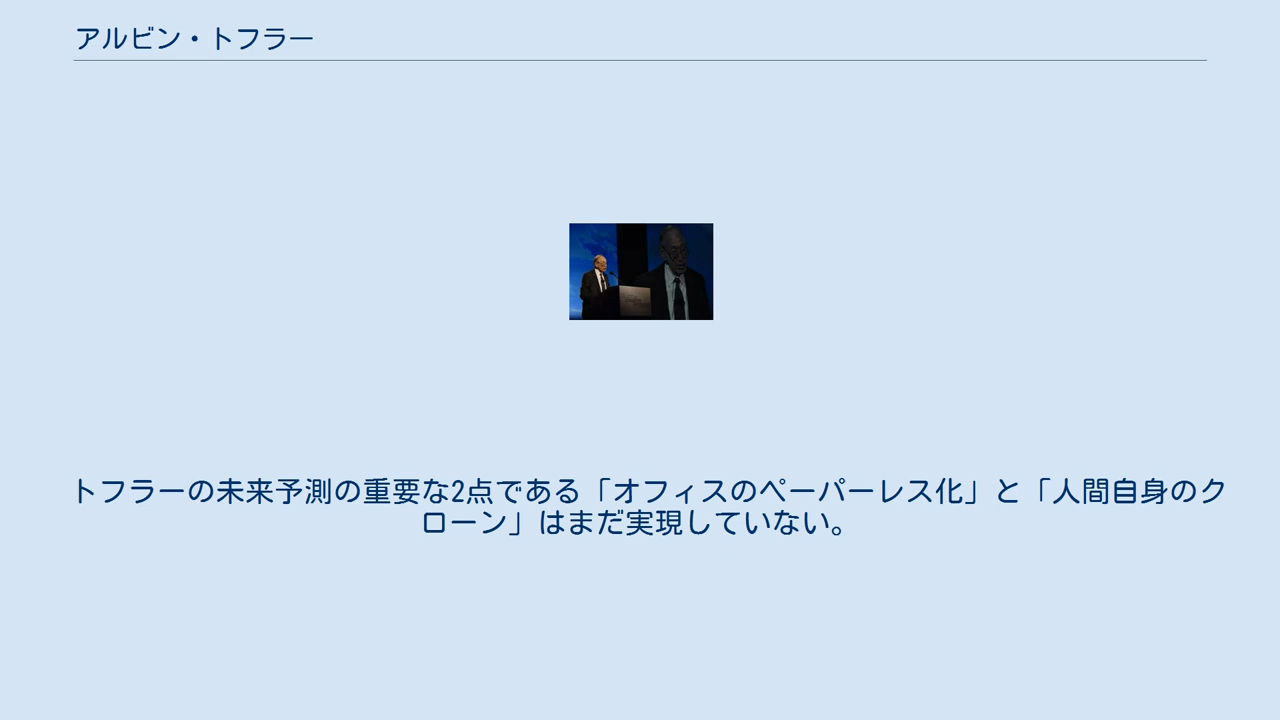 アルビン・トフラー
トフラーの未来予測の重要な2点である「オフィスのペーパーレス化」と「人間自身のク
ローン」はまだ実現していない。